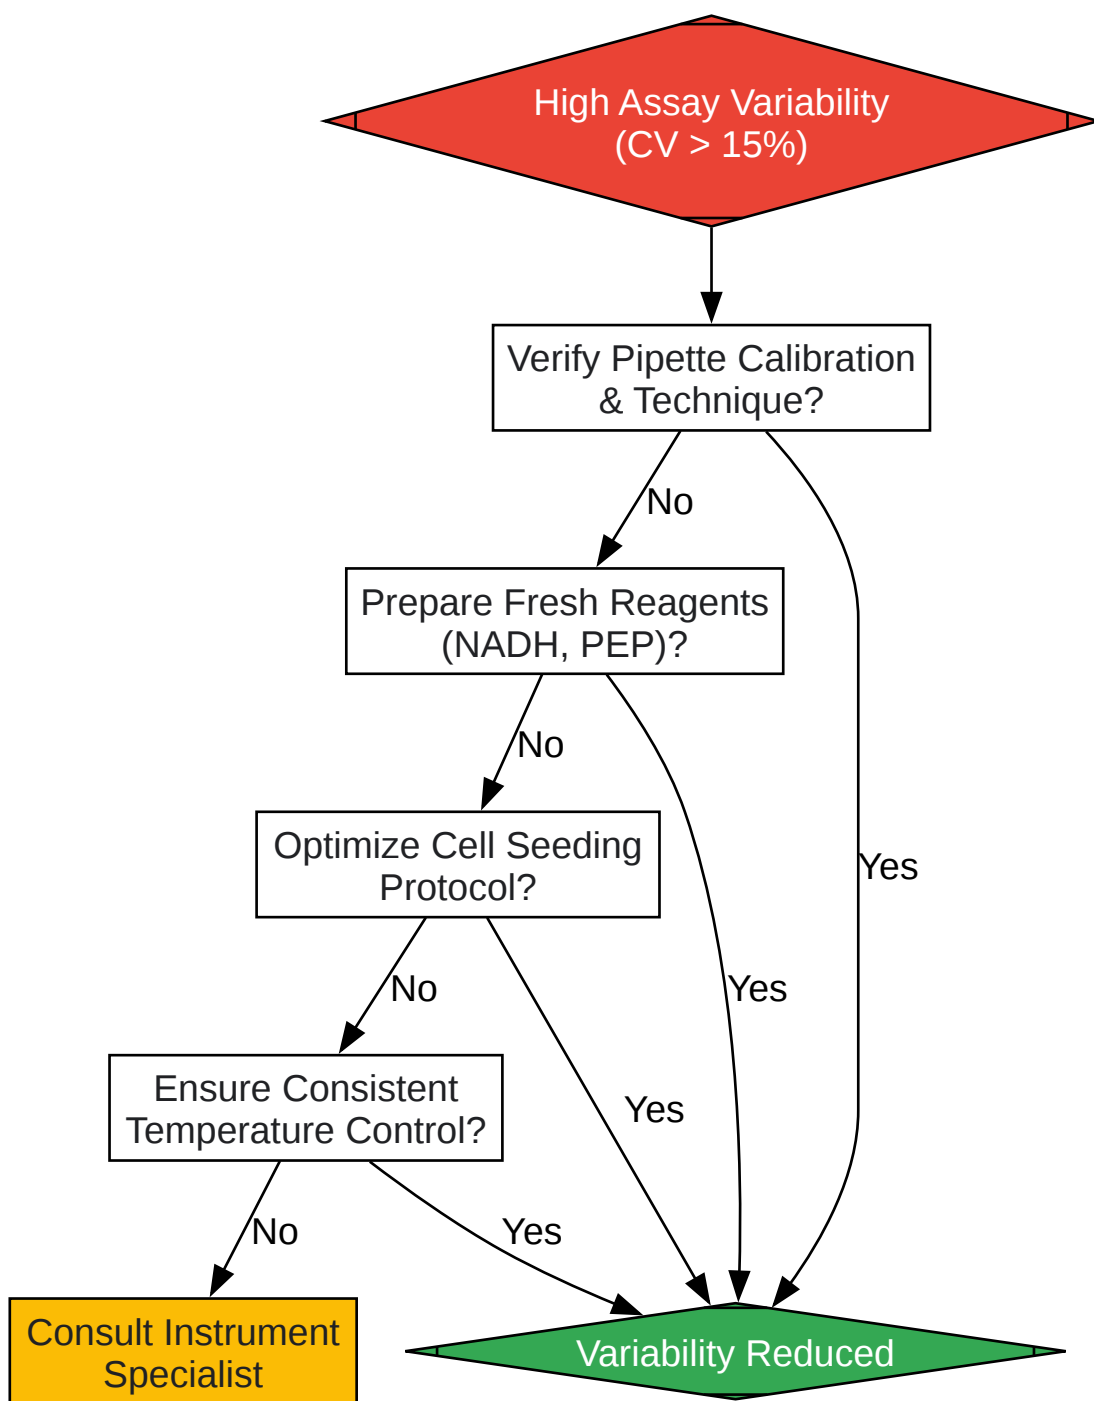 High Assay Variability
(CV > 15%)
Verify Pipette Calibration
& Technique?
No
Prepare Fresh Reagents
(NADH, PEP)?
No
Optimize Cell Seeding
Protocol?
Yes
No
Yes
Ensure Consistent
Temperature Control?
Yes
No
Yes
Consult Instrument
Specialist
Variability Reduced